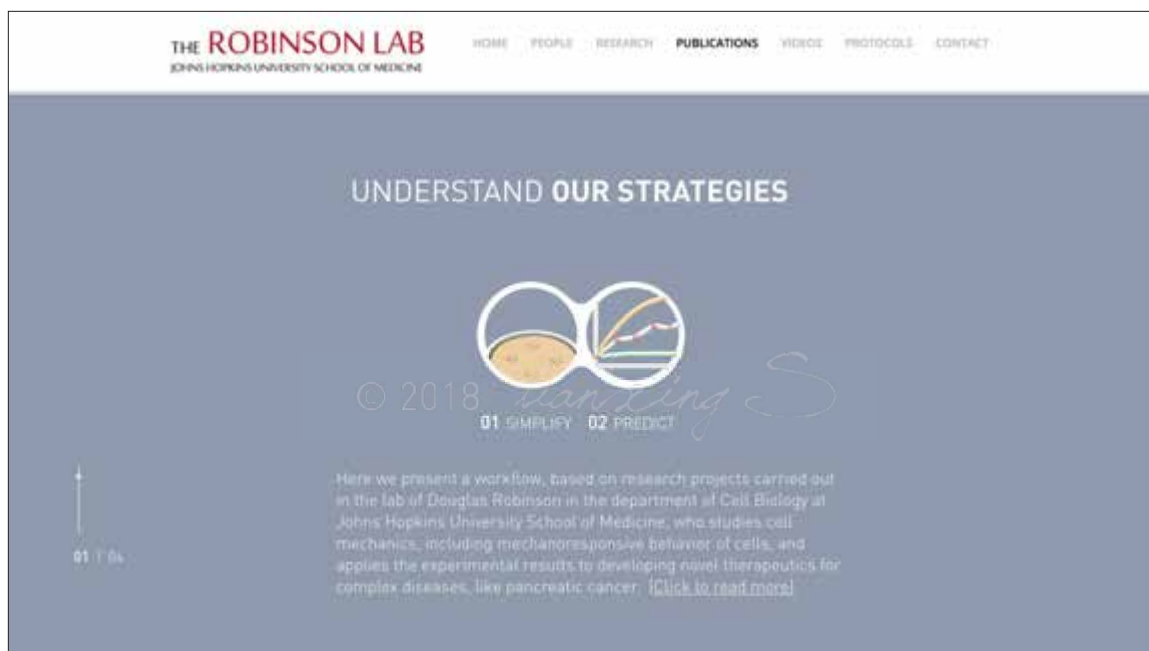 THE ROBINSON LAB
JOHNS HOPKINS UNIVERSITY SCHOOL OF MEDICINE
HOME PEOPLE RESEARCH PUBLICATIONS VIDEOS PROTOCOLS CONTACT
UNDERSTAND OUR STRATEGIES
© 2018 S
01 SIMPLIFY 02 PREDICT
Here we present a workflow, based on research projects carried out
in the lab of Douglas Robinson in the department of Cell Biology at
Johns Hopkins University School of Medicine, who studies cell
mechanics, including mechanoresponsive behavior of cells, and
applies the experimental results to developing novel therapeutics for
complex diseases, like pancreatic cancer. [Click to read more]
01 / 04